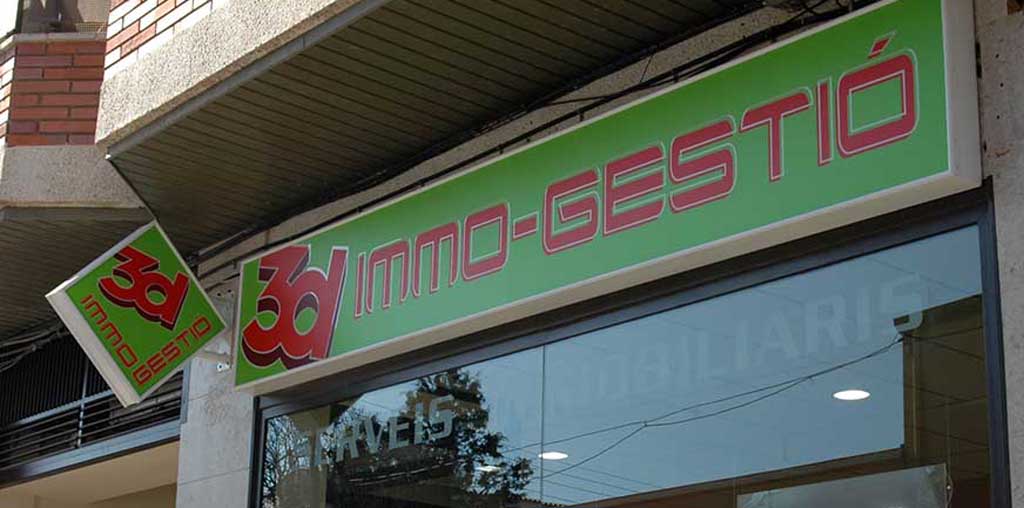 3d
IMMO-GESTIO
3d IMMO-GESTIÓ
SERVEIS IMMOBILIARIS